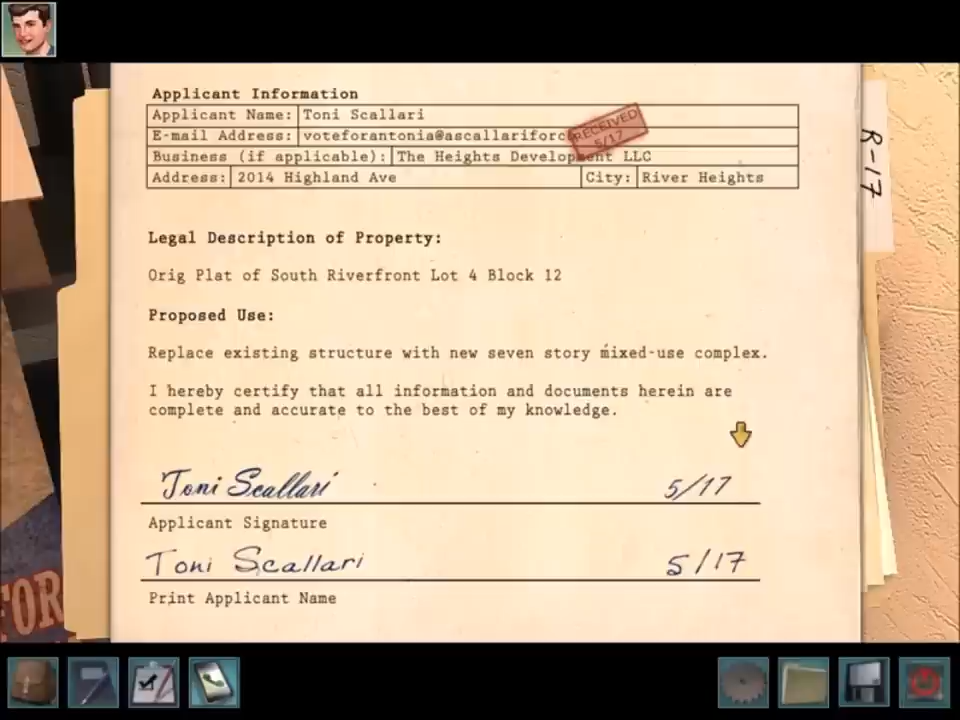 Applicant Information
Applicant Name: Toni Scallari
E-mail Address:
RECEIVED
5/17
Business (if applicable): The Heights Development LLC
Address: 2014 Highland Ave City: River Heights
R-17
Legal Description of Property:
Orig Plat of South Riverfront Lot 4 Block 12
Proposed Use:
Replace existing structure with new seven story mixed-use complex.
I hereby certify that all information and documents herein are
complete and accurate to the best of my knowledge.
Toni Scallari 5/17
Applicant Signature
Toni Scallari 5/17
Print Applicant Name
FOR